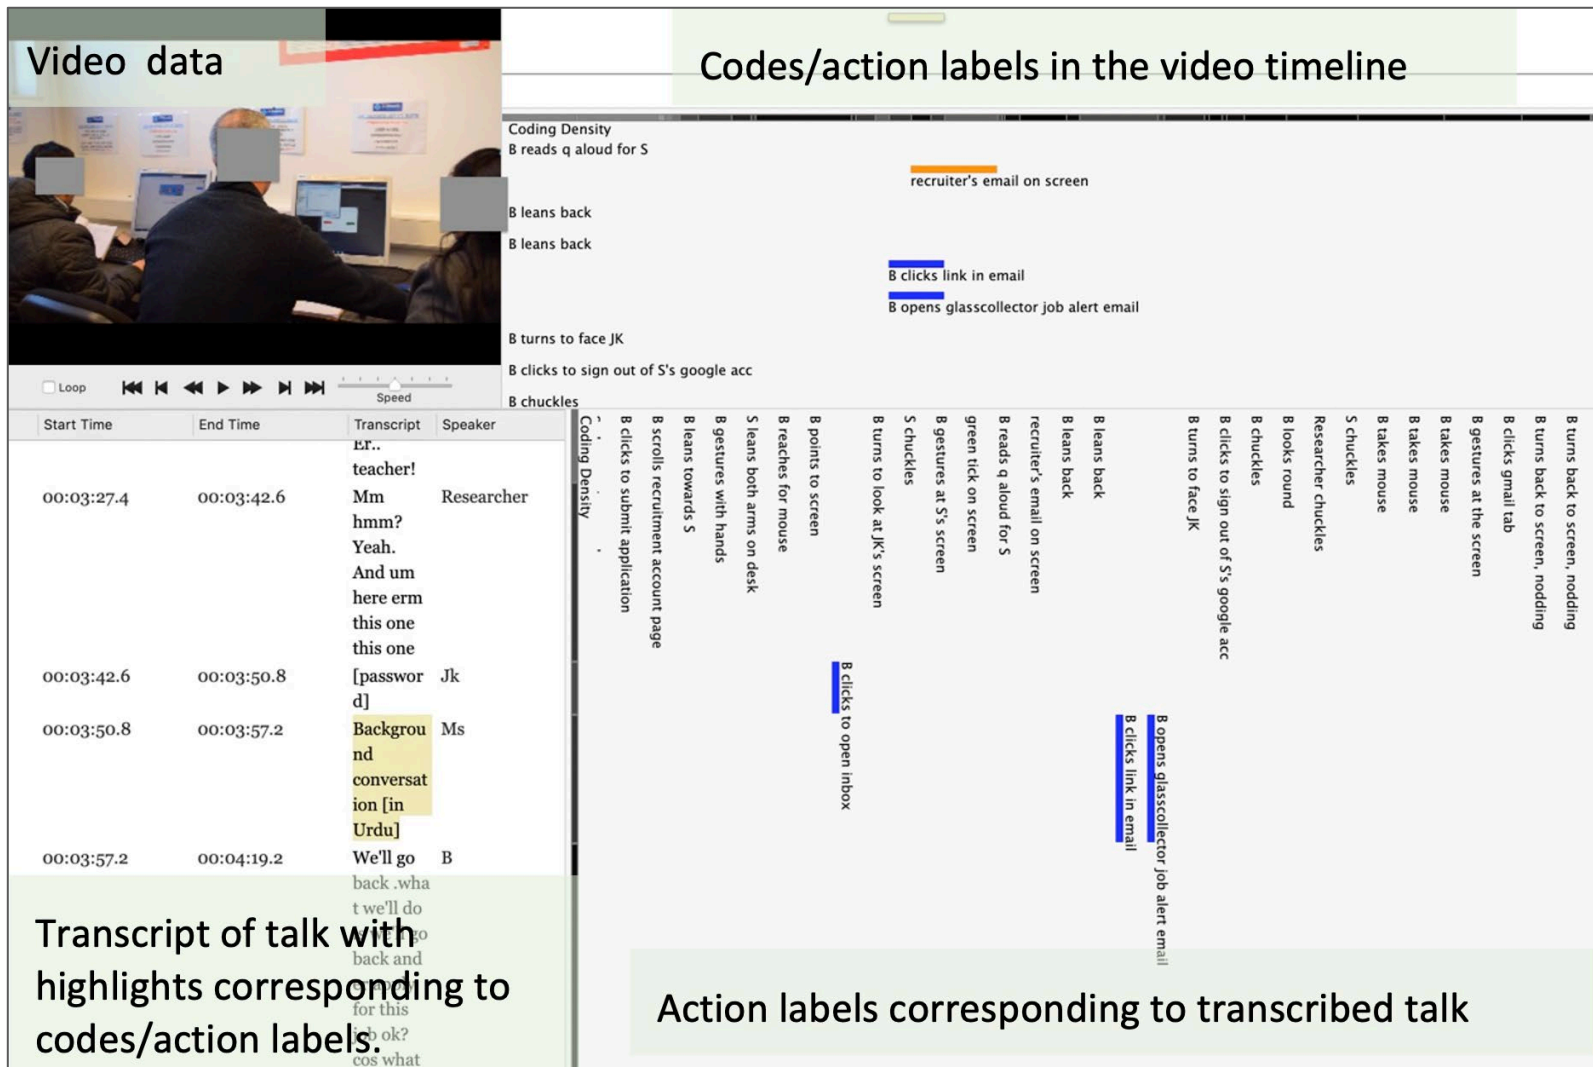 Video data
Codes/action labels in the video timeline
Coding Density
B reads q aloud for S
recruiter's email on screen
B leans back
B leans back
B clicks link in email
B opens glasscollector job alert email
B turns to face JK
B clicks to sign out of S's google acc
B chuckles
Loop
Speed
Start Time End Time Transcript Speaker
Er..
teacher!
00:03:27.4 00:03:42.6 Mm Researcher
hmm?
Yeah.
And um
here erm
this one
this one
00:03:42.6 00:03:50.8 [passwor Jk
d]
00:03:50.8 00:03:57.2 Backgrou Ms
nd
conversat
ion [in
Urdu]
00:03:57.2 00:04:19.2 We'll go B
back .wha
t we'll do
go
back and
for this
ok?
cos what
Transcript of talk with
highlights corresponding to
codes/action labels.
Coding Density
B clicks to submit application
B scrolls recruitment account page
B leans towards S
B gestures with hands
S leans both arms on desk
B reaches for mouse
B points to screen
B clicks to open inbox
B turns to look at JK's screen
S chuckles
B gestures at S's screen
green tick on screen
B reads q aloud for S
recruiter's email on screen
B leans back
B leans back
B clicks link in email
B opens glasscollector job alert email
B turns to face JK
B clicks to sign out of S's google acc
B chuckles
B looks round
Researcher chuckles
S chuckles
B takes mouse
B takes mouse
B takes mouse
B gestures at the screen
B clicks gmail tab
B turns back to screen, nodding
B turns back to screen, nodding
Action labels corresponding to transcribed talk